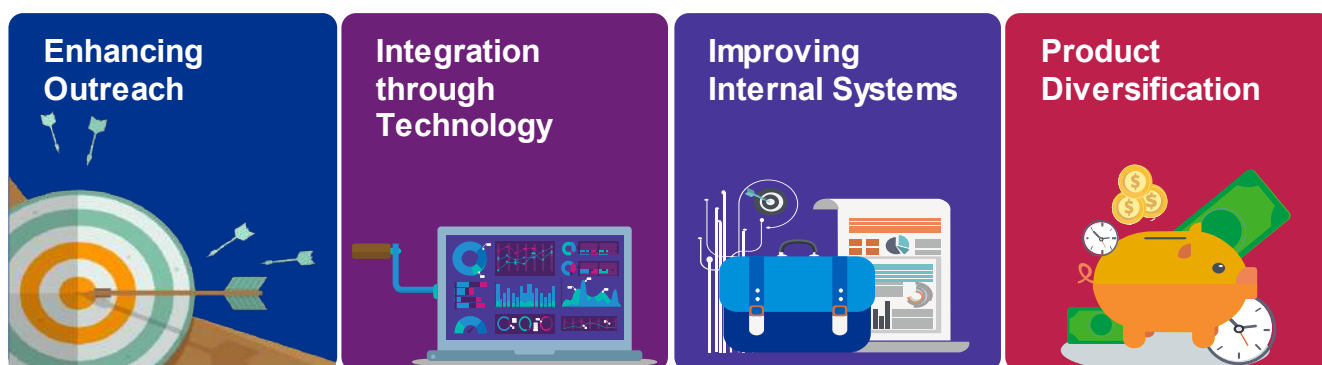 Enhancing
Outreach
Integration
through
Technology
Improving
Internal Systems
Product
Diversification